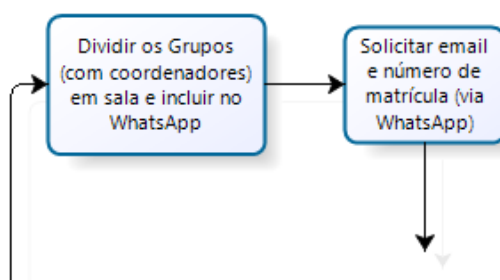 Dividir os Grupos
(com coordenadores)
em sala e incluir no
WhatsApp
Solicitar email
e número de
matrícula (via
WhatsApp)